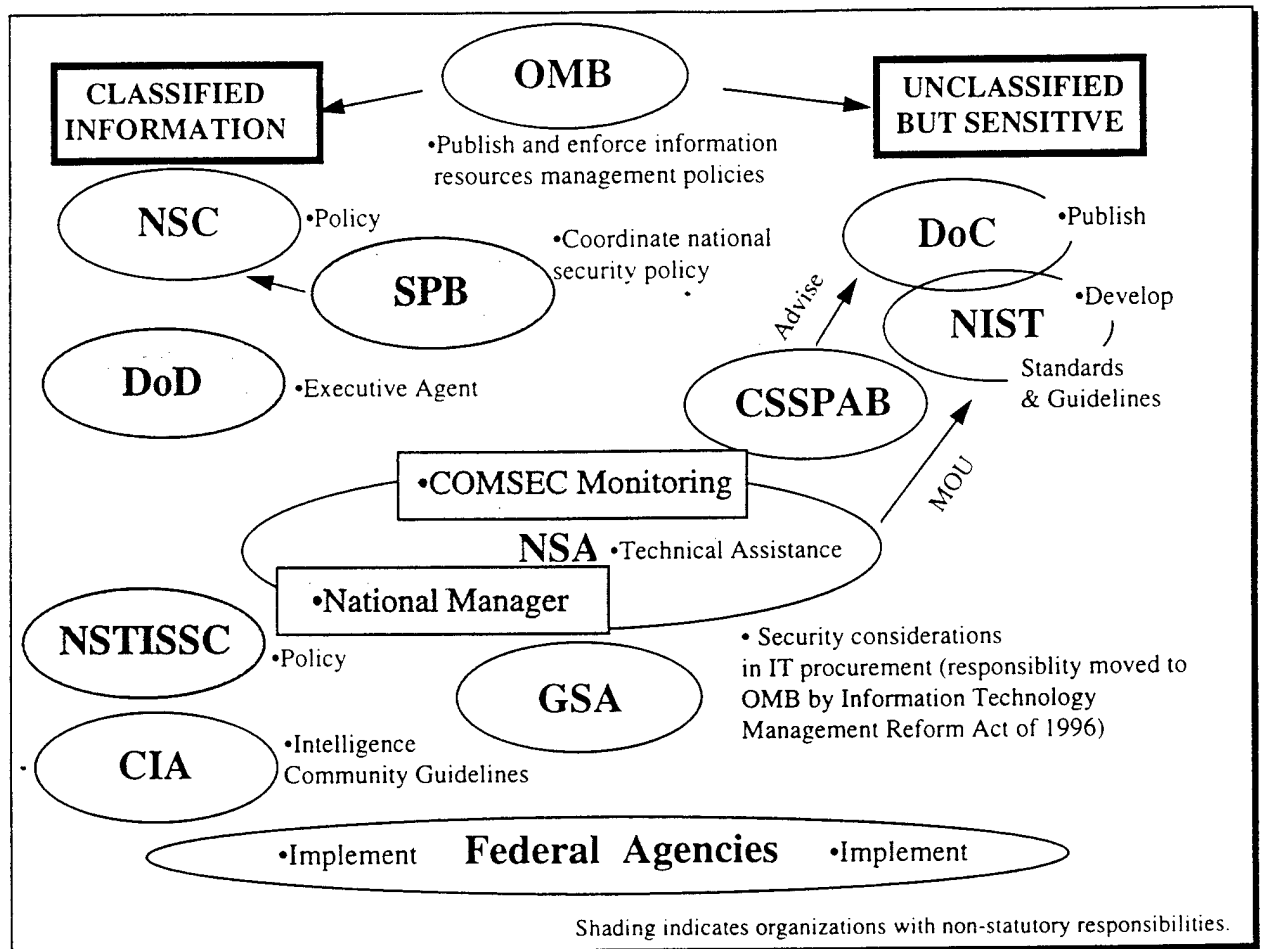 OMB
CLASSIFIED
INFORMATION
UNCLASSIFIED
BUT SENSITIVE
•Publish and enforce information
resources management policies
NSC
•Policy
•Coordinate national
security policy
SPB
DoC
•Publish
Advise
NIST
•Develop
Standards
& Guidelines
DoD
•Executive Agent
CSSPAB
MOU
•COMSEC Monitoring
NSA •Technical Assistance
•National Manager
NSTISSC
•Policy
GSA
• Security considerations
in IT procurement (responsiblity moved to
OMB by Information Technology
Management Reform Act of 1996)
CIA
•Intelligence
Community Guidelines
•Implement Federal Agencies •Implement
Shading indicates organizations with non-statutory responsibilities.